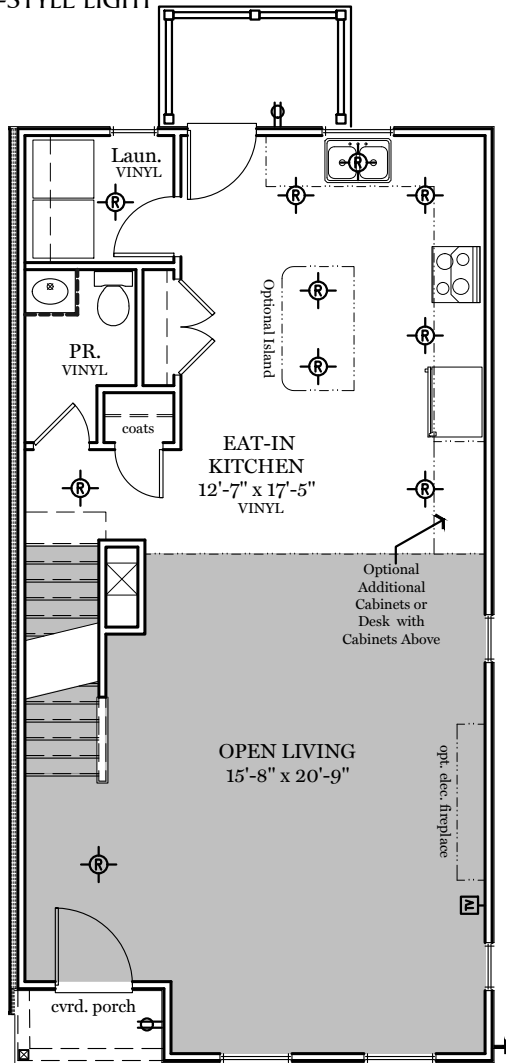 -STYLE LIGHT
Laun.
VINYL
R
R
R
R
R
Optional Island
R
PR.
VINYL
R
R
coats
EAT-IN
KITCHEN
12'-7" x 17'-5"
VINYL
R
R
Optional
Additional
Cabinets or
Desk with
Cabinets Above
OPEN LIVING
15'-8" x 20'-9"
opt. elec. fireplace
R
TV
cvrd. porch